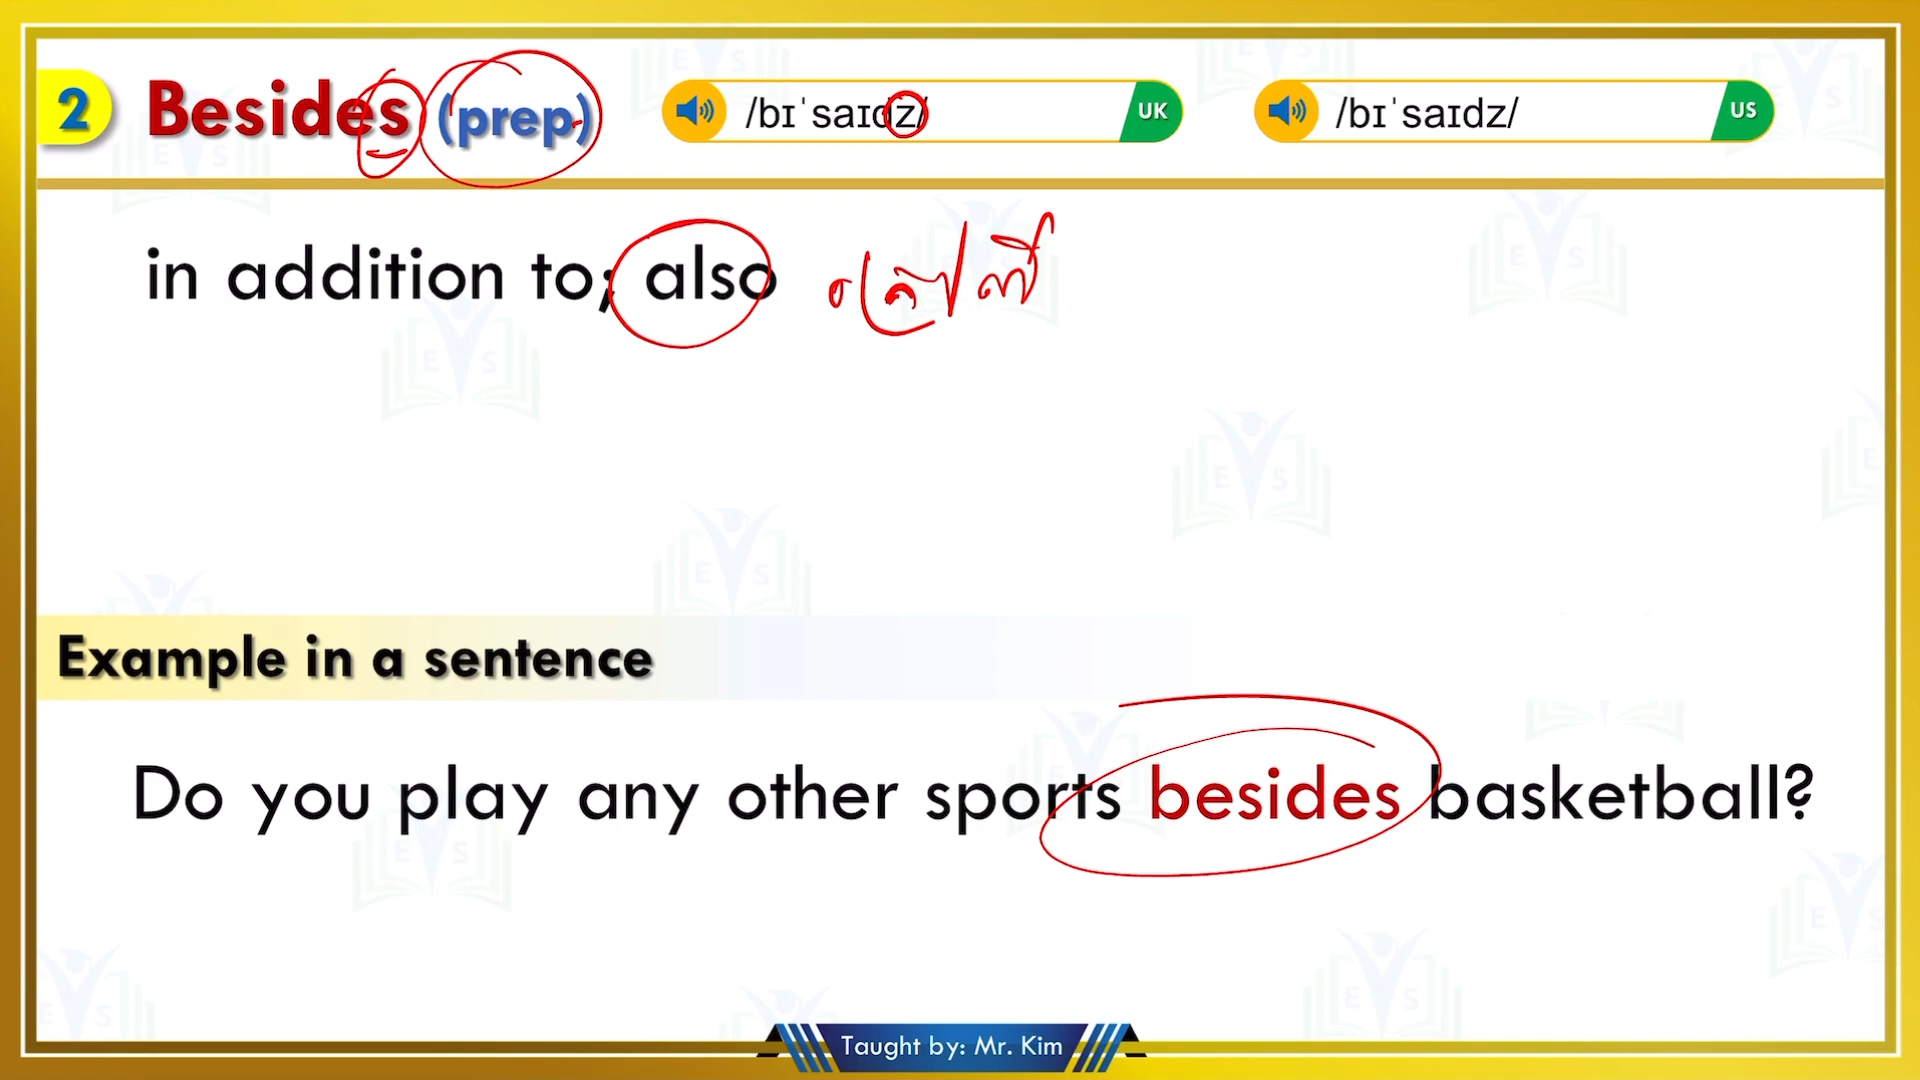 2 Besides (prep) /bɪˈsaɪdz/ UK /bɪˈsaɪdz/ US
in addition to; also
Example in a sentence
Do you play any other sports besides basketball?
Taught by: Mr. Kim